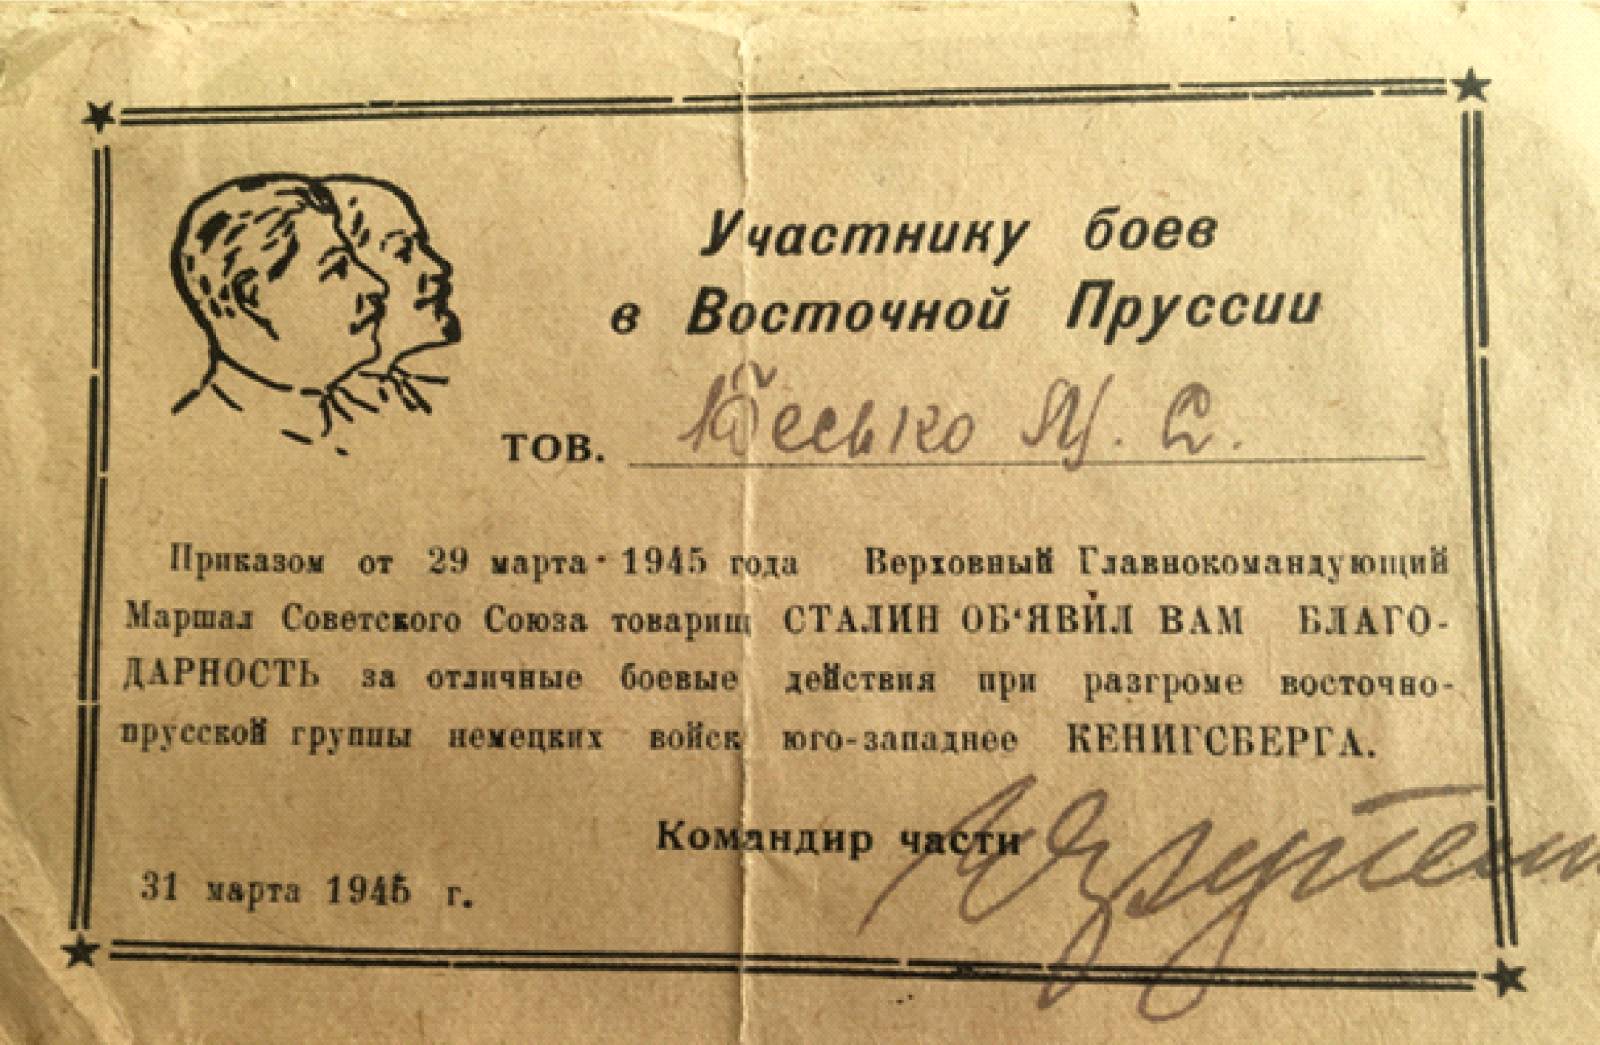 Участнику боев
в Восточной Пруссии
тов. Беські Я. С.
Приказом от 29 марта 1945 года Верховный Главнокомандующий
Маршал Советского Союза товарищ СТАЛИН ОБ‘ЯВИЛ ВАМ БЛАГО-
ДАРНОСТЬ за отличные боевые действия при разгроме восточно-
прусской группы немецких войск юго-западнее КЕНИГСБЕРГА.
Командир части
31 марта 1945 г.